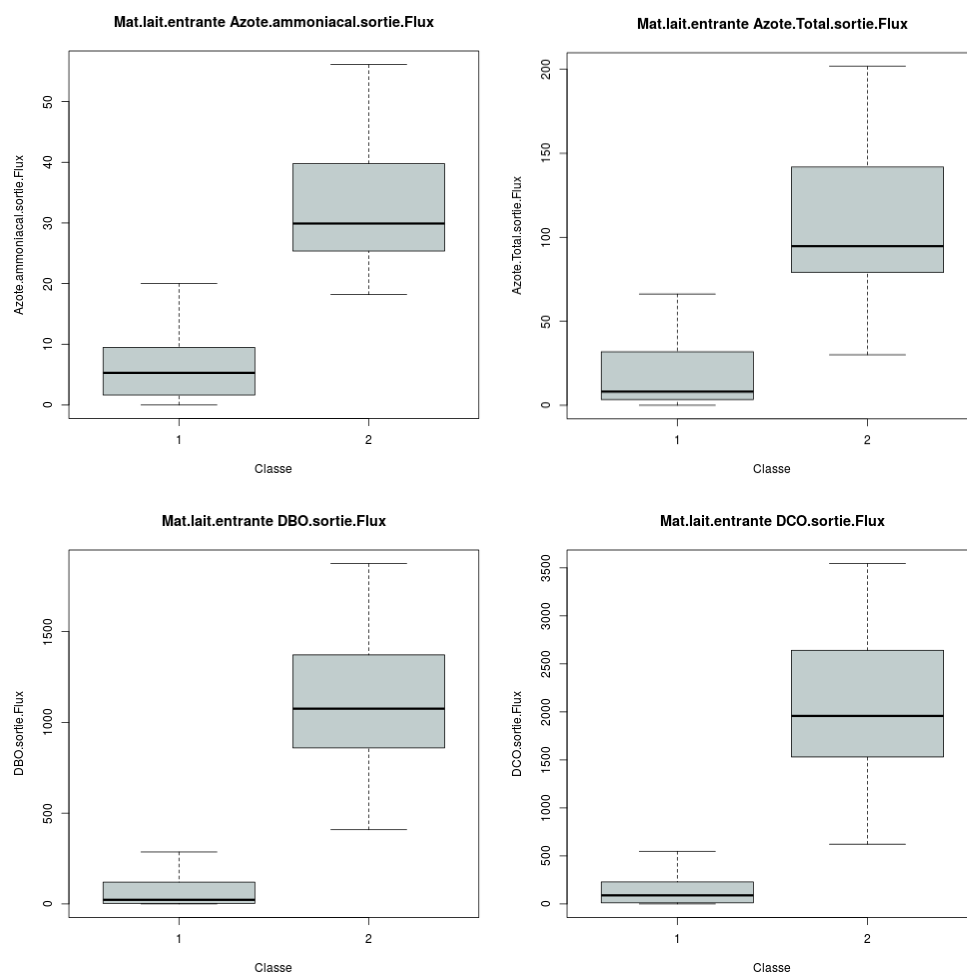 Mat.lait.entrante Azote.ammoniacal.sortie.Flux
Azote.ammoniacal.sortie.Flux
50
40
30
20
10
0
1
2
Classe
Mat.lait.entrante Azote.Total.sortie.Flux
Azote.Total.sortie.Flux
200
150
100
50
0
1
2
Classe
Mat.lait.entrante DBO.sortie.Flux
DBO.sortie.Flux
1500
1000
500
0
1
2
Classe
Mat.lait.entrante DCO.sortie.Flux
DCO.sortie.Flux
3500
3000
2500
2000
1500
1000
500
0
1
2
Classe